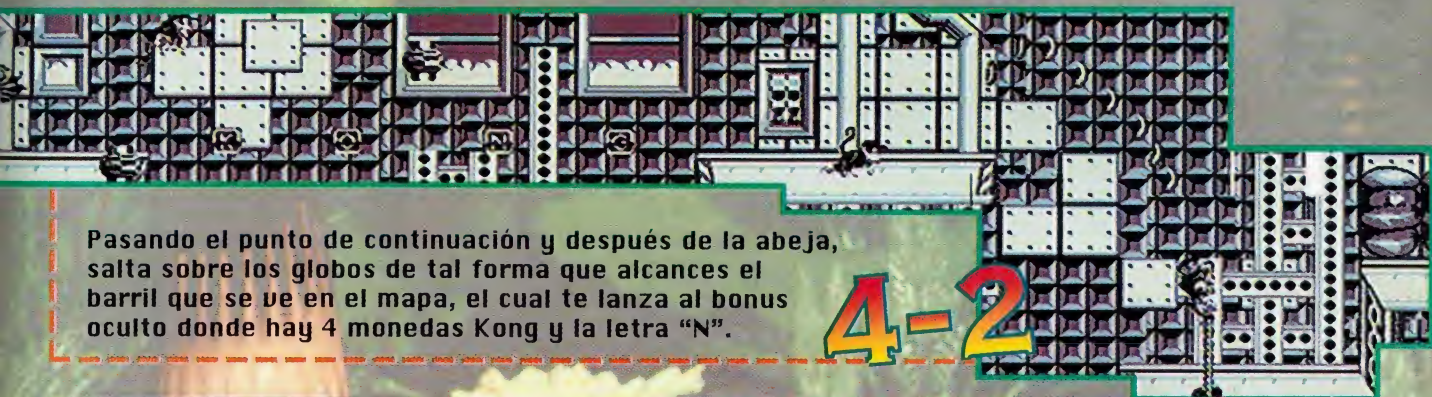 K O N G
Pasando el punto de continuación y después de la abeja,
salta sobre los globos de tal forma que alcances el
barril que se ve en el mapa, el cual te lanza al bonus
oculto donde hay 4 monedas Kong y la letra “N”.
4-2